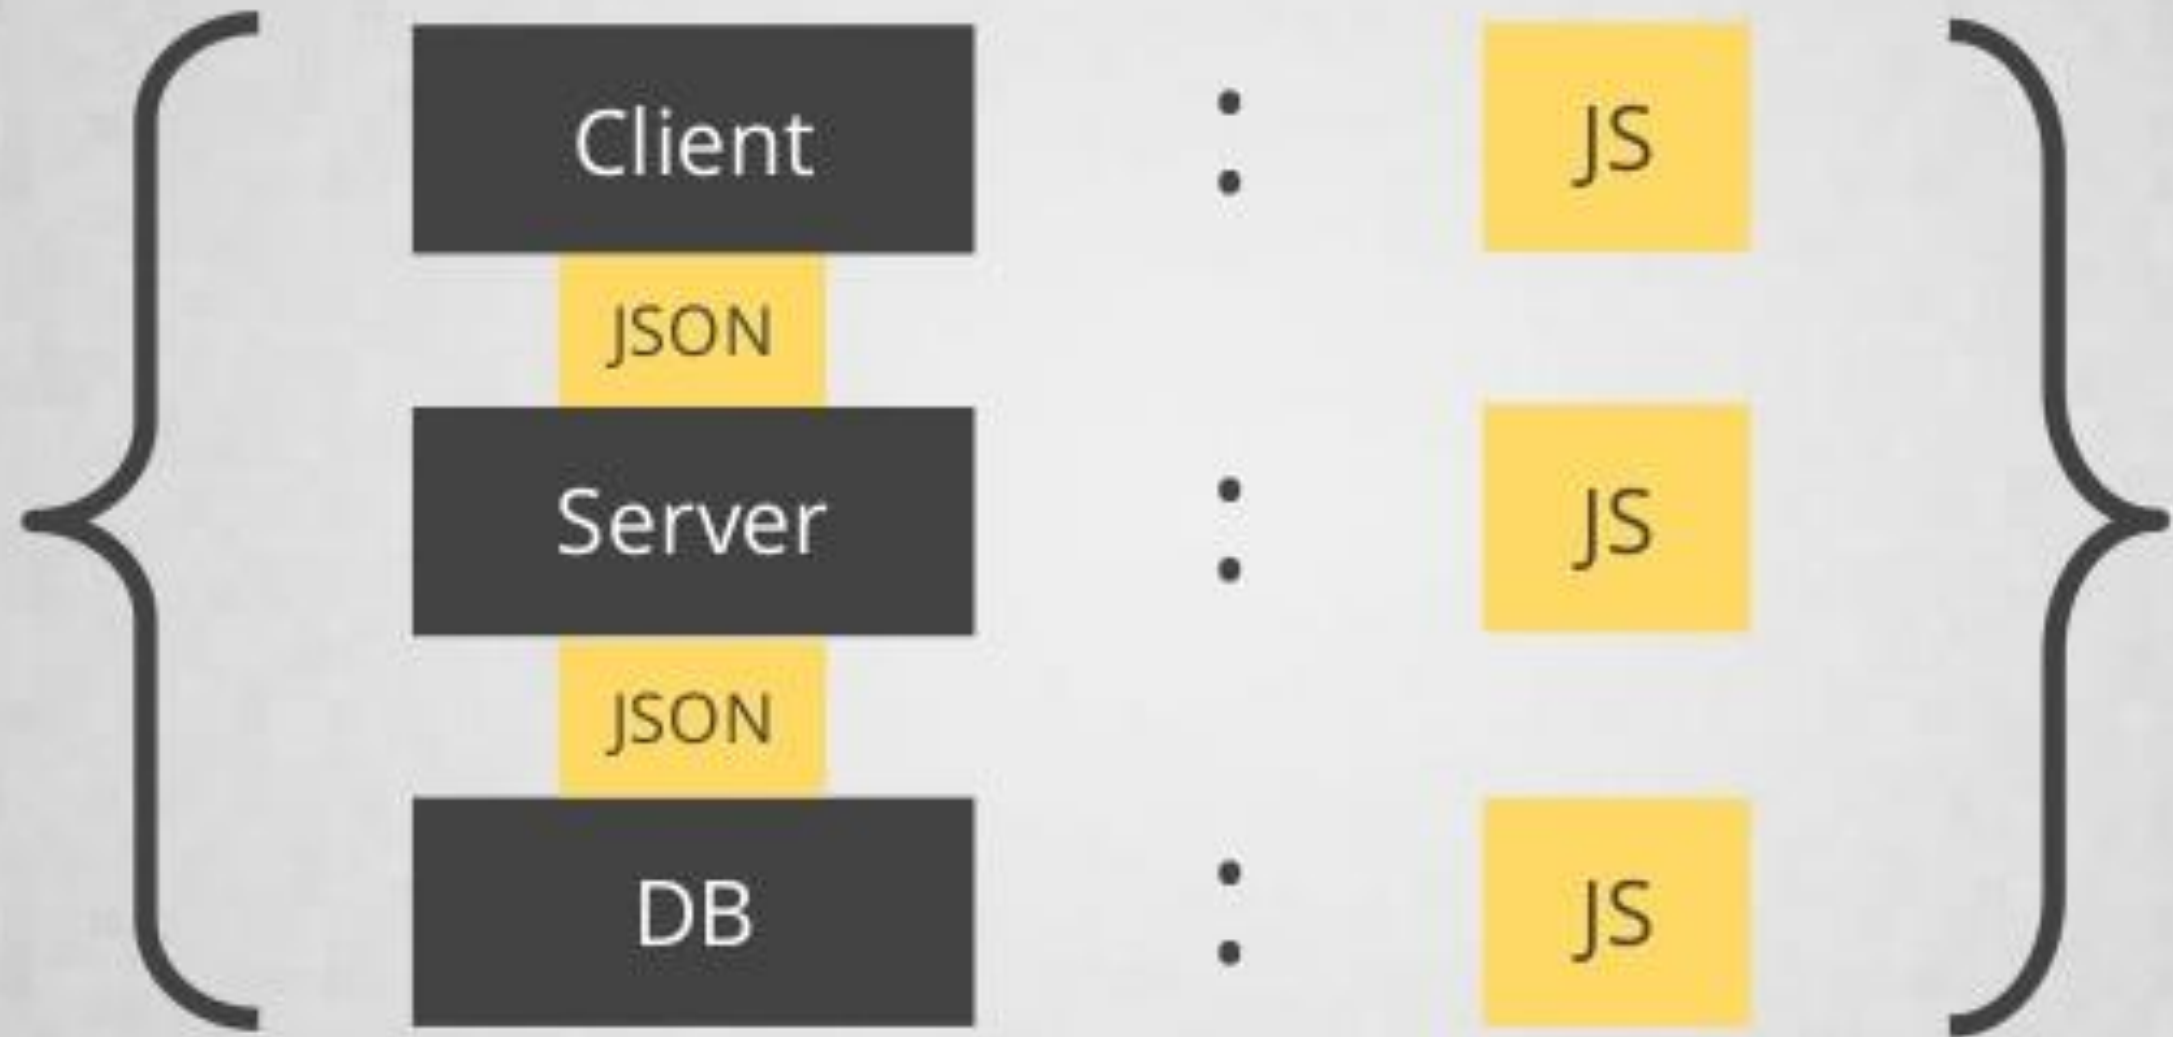 {
Client : JS
JSON
Server : JS
JSON
DB : JS
}